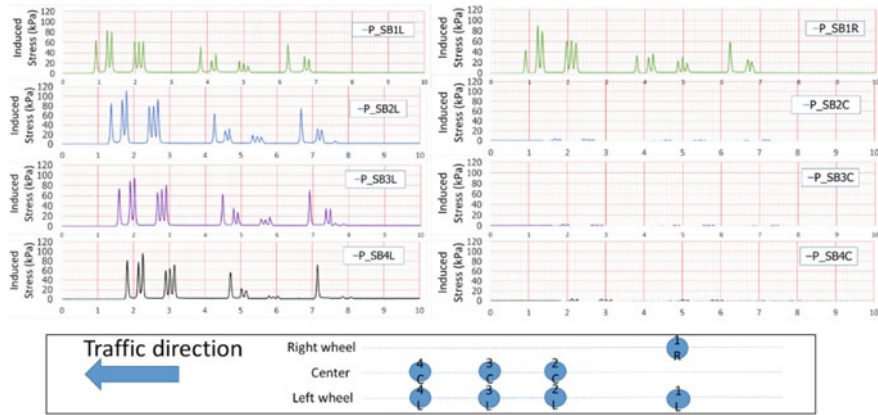 Induced
Stress (kPa)
120
100
80
60
40
20
0
P_SB1L
0 1 2 3 4 5 6 7 8 9 10
Induced
Stress (kPa)
120
100
80
60
40
20
0
P_SB1R
0 1 2 3 4 5 6 7 8 9 10
Induced
Stress (kPa)
120
100
80
60
40
20
0
P_SB2L
0 1 2 3 4 5 6 7 8 9 10
Induced
Stress (kPa)
120
100
80
60
40
20
0
P_SB2C
0 1 2 3 4 5 6 7 8 9 10
Induced
Stress (kPa)
120
100
80
60
40
20
0
P_SB3L
0 1 2 3 4 5 6 7 8 9 10
Induced
Stress (kPa)
120
100
80
60
40
20
0
P_SB3C
0 1 2 3 4 5 6 7 8 9 10
Induced
Stress (kPa)
120
100
80
60
40
20
0
P_SB4L
0 1 2 3 4 5 6 7 8 9 10
Induced
Stress (kPa)
120
100
80
60
40
20
0
P_SB4C
0 1 2 3 4 5 6 7 8 9 10
Traffic direction
Right wheel
1
R
Center
4 3 2
C C C
Left wheel
4 3 2 1
L L L L